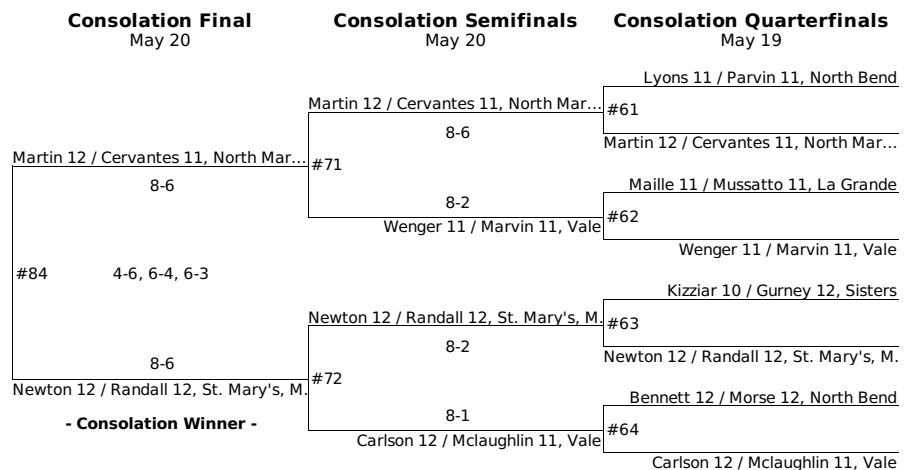 Consolation Final
May 20
Consolation Semifinals
May 20
Consolation Quarterfinals
May 19
Lyons 11 / Parvin 11, North Bend
#61
Martin 12 / Cervantes 11, North Mar...
Maille 11 / Mussatto 11, La Grande
#62
Wenger 11 / Marvin 11, Vale
Kizziar 10 / Gurney 12, Sisters
#63
Newton 12 / Randall 12, St. Mary's, M.
Bennett 12 / Morse 12, North Bend
#64
Carlson 12 / Mclaughlin 11, Vale
Martin 12 / Cervantes 11, North Mar...
8-6
#71
8-2
Wenger 11 / Marvin 11, Vale
Newton 12 / Randall 12, St. Mary's, M.
8-2
#72
8-1
Carlson 12 / Mclaughlin 11, Vale
Martin 12 / Cervantes 11, North Mar...
8-6
#84
4-6, 6-4, 6-3
8-6
Newton 12 / Randall 12, St. Mary's, M.
- Consolation Winner -